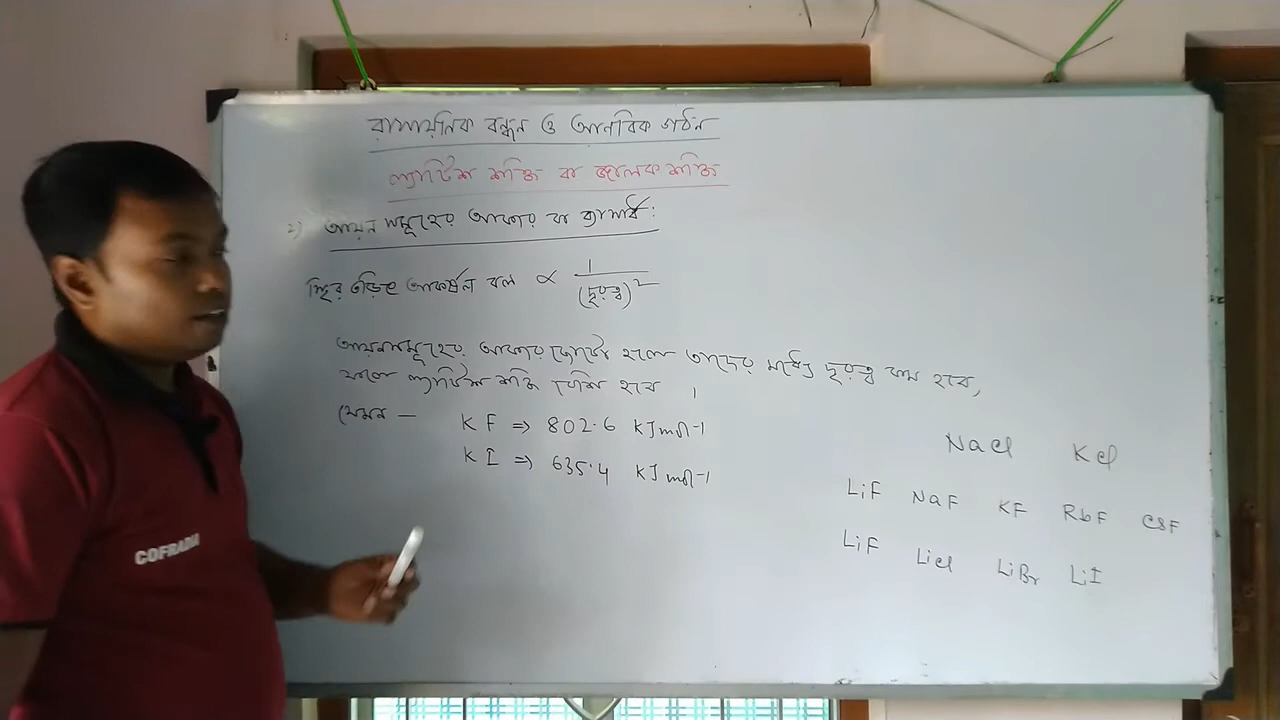 রাসায়নিক বন্ধন ও আনবিক গঠন
ল্যাটিস শক্তি বা জালক শক্তি
২) আয়ন সমূহের আকার বা ব্যাসার্ধ :
স্থির তড়িৎ আকর্ষন বল ∝ 1/(দূরত্ব)²
আয়নসমূহের আকার ছোটো হলে তাদের মধ্যে দূরত্ব কম হবে,
ফলে ল্যাটিস শক্তি বেশি হবে ।
যেমন — KF ⇒ 802.6 KJmol⁻¹
KI ⇒ 635.4 KJmol⁻¹
NaCl KCl
LiF NaF KF RbF CsF
LiF LiCl LiBr LiI
COFRADIA